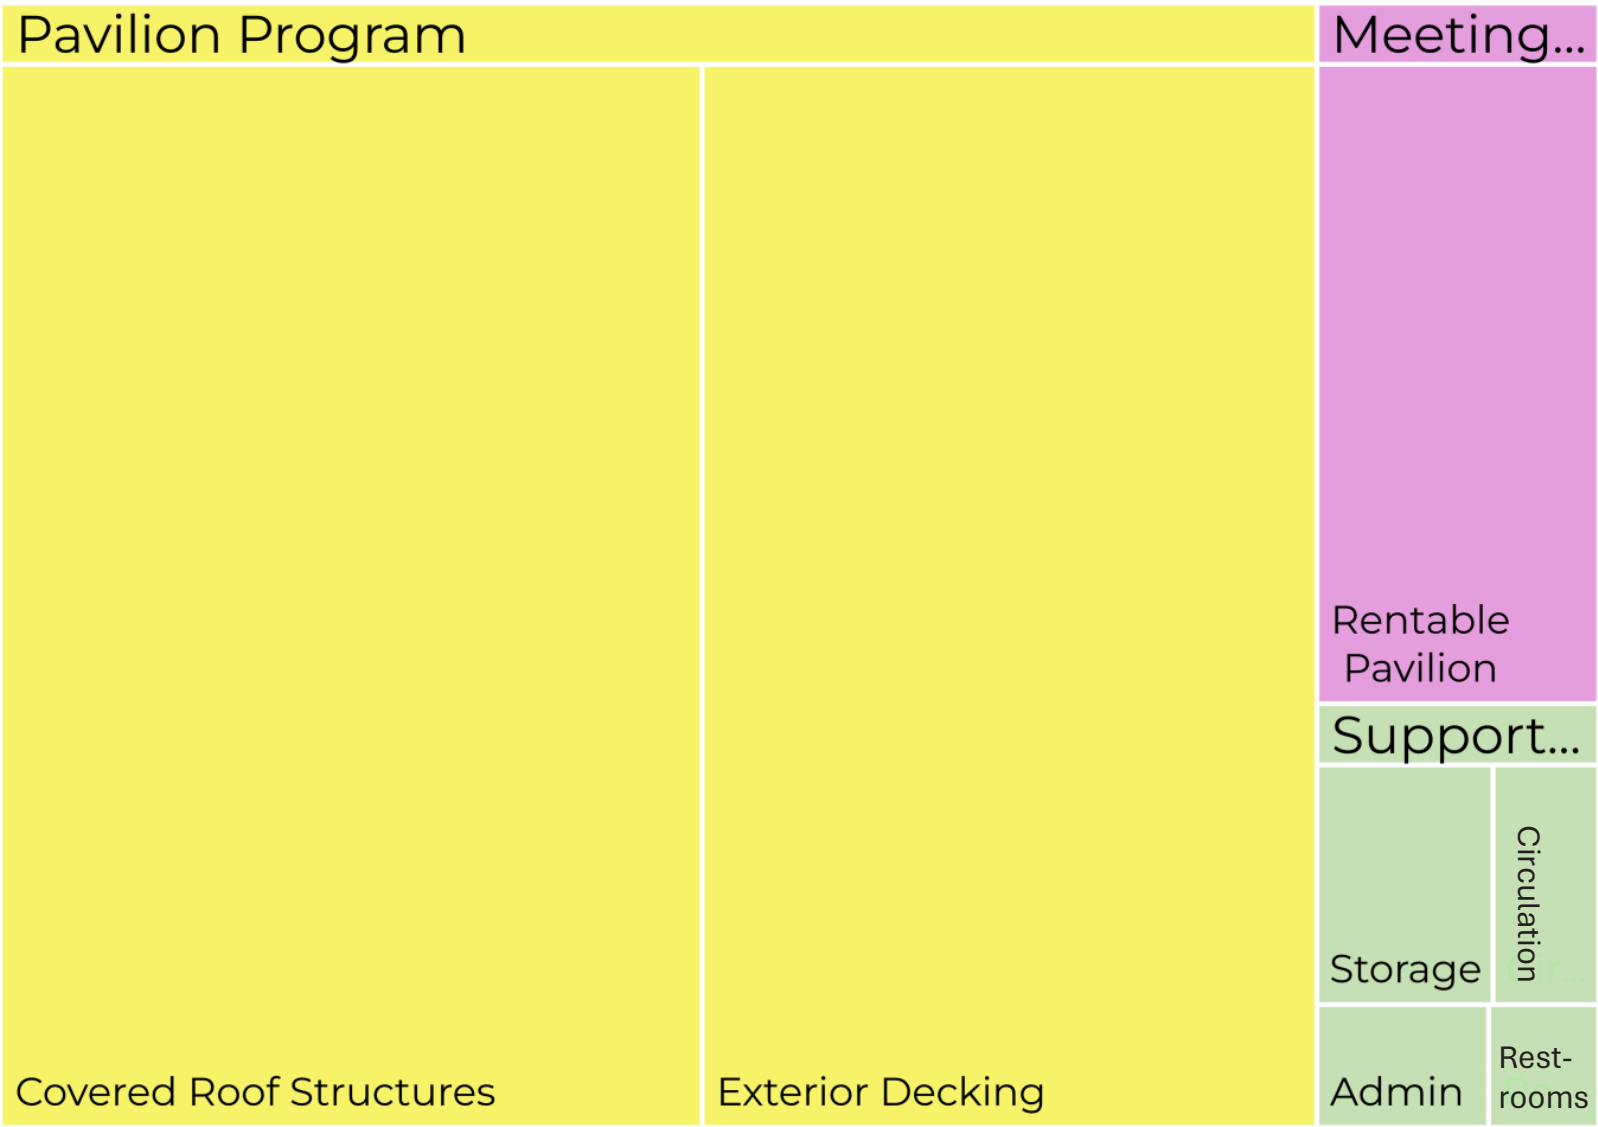 Pavilion Program
Covered Roof Structures
Exterior Decking
Meeting...
Rentable
Pavilion
Support...
Storage
Circulation
Admin
Rest-
rooms